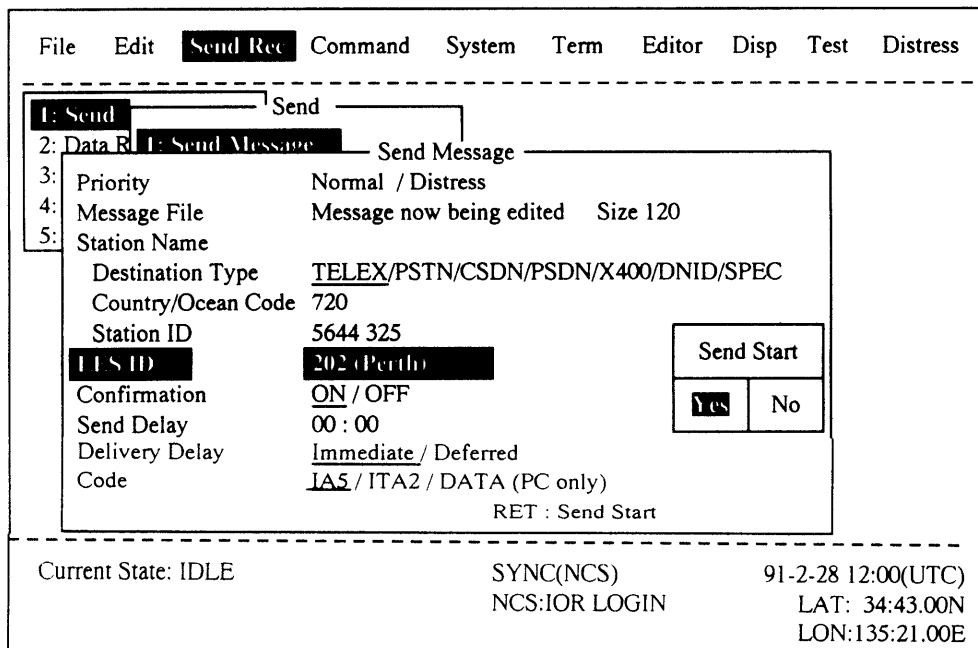 File Edit Send Rec Command System Term Editor Disp Test Distress
Send
1: Send
2: Data R 1: Send Message
Send Message
3:
4:
5:
Priority Normal / Distress
Message File Message now being edited Size 120
Station Name
Destination Type TELEX/PSTN/CSDN/PSDN/X400/DNID/SPEC
Country/Ocean Code 720
Station ID 5644 325
LES ID 202 (Perth)
Confirmation ON / OFF
Send Delay 00 : 00
Delivery Delay Immediate / Deferred
Code IA5 / ITA2 / DATA (PC only)
RET : Send Start
Send Start
Yes No
Current State: IDLE SYNC(NCS) 91-2-28 12:00(UTC)
NCS:IOR LOGIN LAT: 34:43.00N
LON:135:21.00E